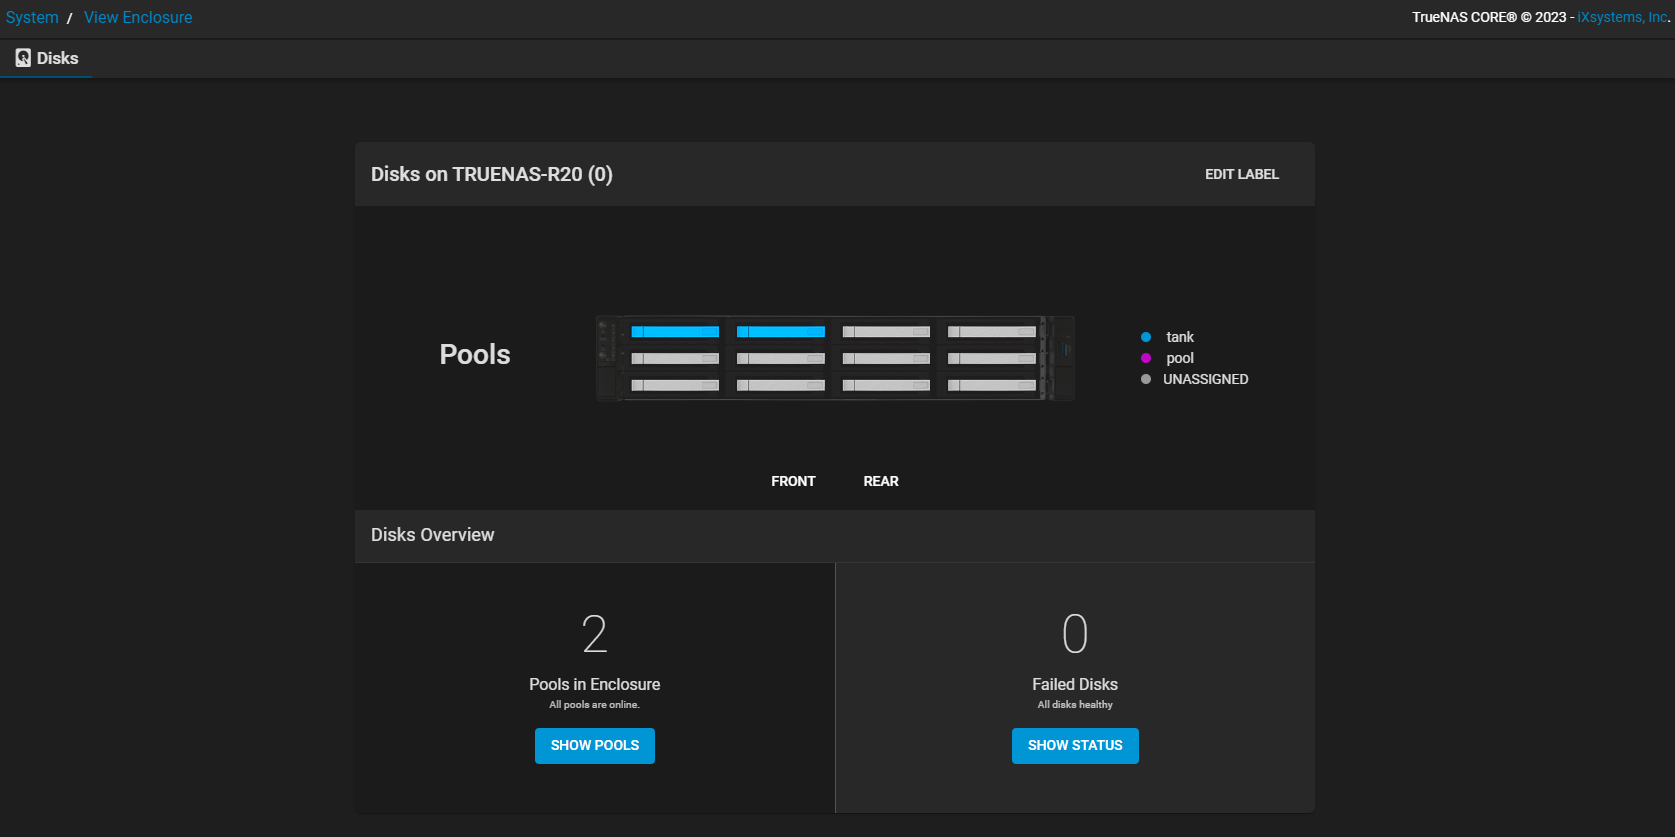 System / View Enclosure
TrueNAS CORE® © 2023 - iXsystems, Inc.
Disks
Disks on TRUENAS-R20 (0)
EDIT LABEL
Pools
tank
pool
UNASSIGNED
FRONT
REAR
Disks Overview
2
Pools in Enclosure
All pools are online.
SHOW POOLS
0
Failed Disks
All disks healthy
SHOW STATUS